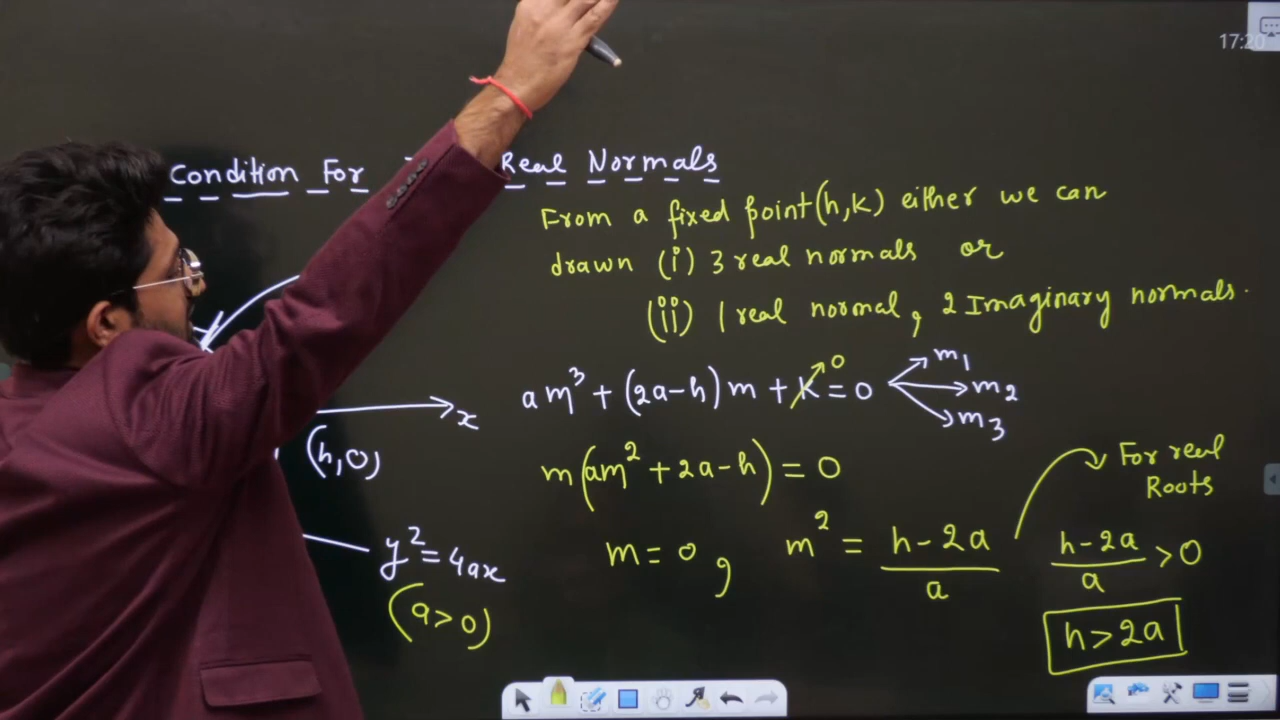 17:20
Condition For Real Normals
From a fixed point (h,k) either we can
drawn (i) 3 real normals or
(ii) 1 real normal, 2 Imaginary normals.
am³ + (2a-h)m + k = 0
0
m₁
m₂
m₃
x
(h,0)
m(am² + 2a-h) = 0
For real
Roots
m = 0, m² = (h-2a)/a
(h-2a)/a > 0
h > 2a
y² = 4ax
(a>0)